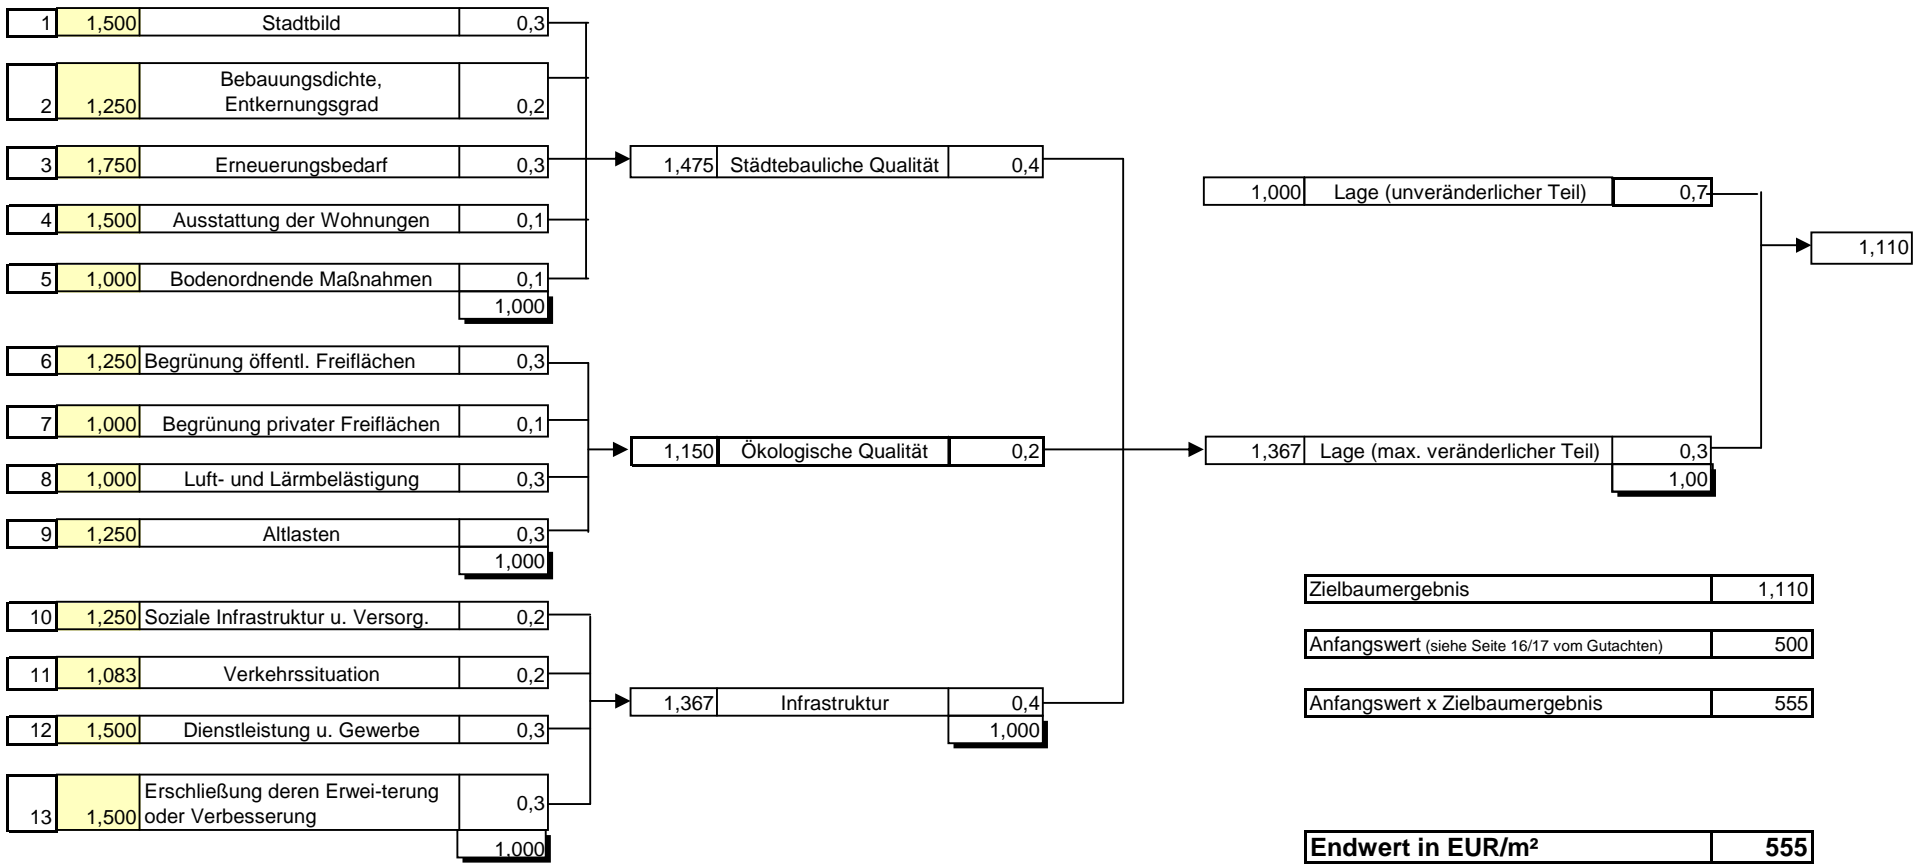 1 1,500 Stadtbild 0,3
Bebauungsdichte,
2 1,250 Entkernungsgrad 0,2
3 1,750 Erneuerungsbedarf 0,3
1,475 Städtebauliche Qualität 0,4
1,000 Lage (unveränderlicher Teil) 0,7
4 1,500 Ausstattung der Wohnungen 0,1
1,110
5 1,000 Bodenordnende Maßnahmen 0,1
1,000
6 1,250 Begrünung öffentl. Freiflächen 0,3
7 1,000 Begrünung privater Freiflächen 0,1
1,150 Ökologische Qualität 0,2
1,367 Lage (max. veränderlicher Teil) 0,3
1,00
8 1,000 Luft- und Lärmbelästigung 0,3
9 1,250 Altlasten 0,3
1,000
Zielbaumergebnis 1,110
10 1,250 Soziale Infrastruktur u. Versorg. 0,2
Anfangswert (siehe Seite 16/17 vom Gutachten) 500
11 1,083 Verkehrssituation 0,2
1,367 Infrastruktur 0,4
1,000
Anfangswert x Zielbaumergebnis 555
12 1,500 Dienstleistung u. Gewerbe 0,3
Erschließung deren Erwei-terung
13 1,500 oder Verbesserung 0,3
1,000
Endwert in EUR/m² 555